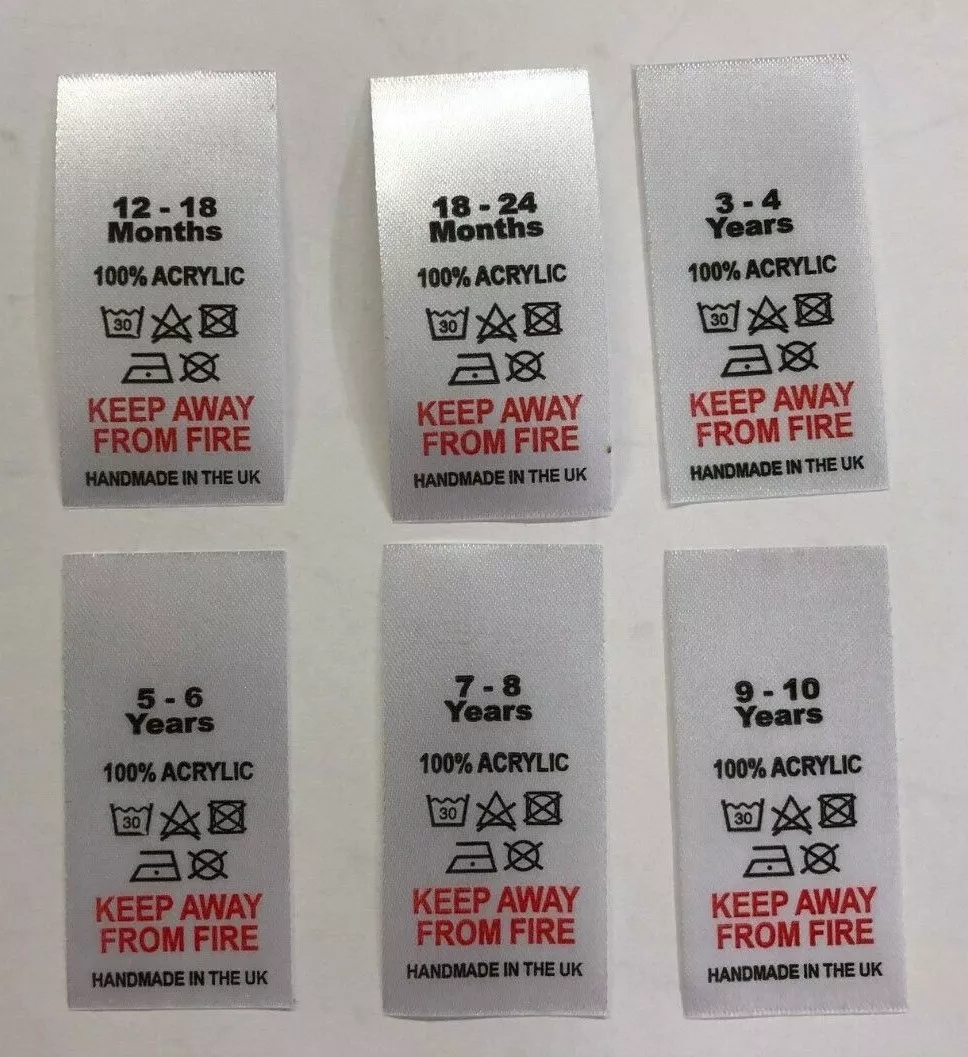 12 - 18
Months
100% ACRYLIC
30
KEEP AWAY
FROM FIRE
HANDMADE IN THE UK
18 - 24
Months
100% ACRYLIC
30
KEEP AWAY
FROM FIRE
HANDMADE IN THE UK
3 - 4
Years
100% ACRYLIC
30
KEEP AWAY
FROM FIRE
HANDMADE IN THE UK
5 - 6
Years
100% ACRYLIC
30
KEEP AWAY
FROM FIRE
HANDMADE IN THE UK
7 - 8
Years
100% ACRYLIC
30
KEEP AWAY
FROM FIRE
HANDMADE IN THE UK
9 - 10
Years
100% ACRYLIC
30
KEEP AWAY
FROM FIRE
HANDMADE IN THE UK